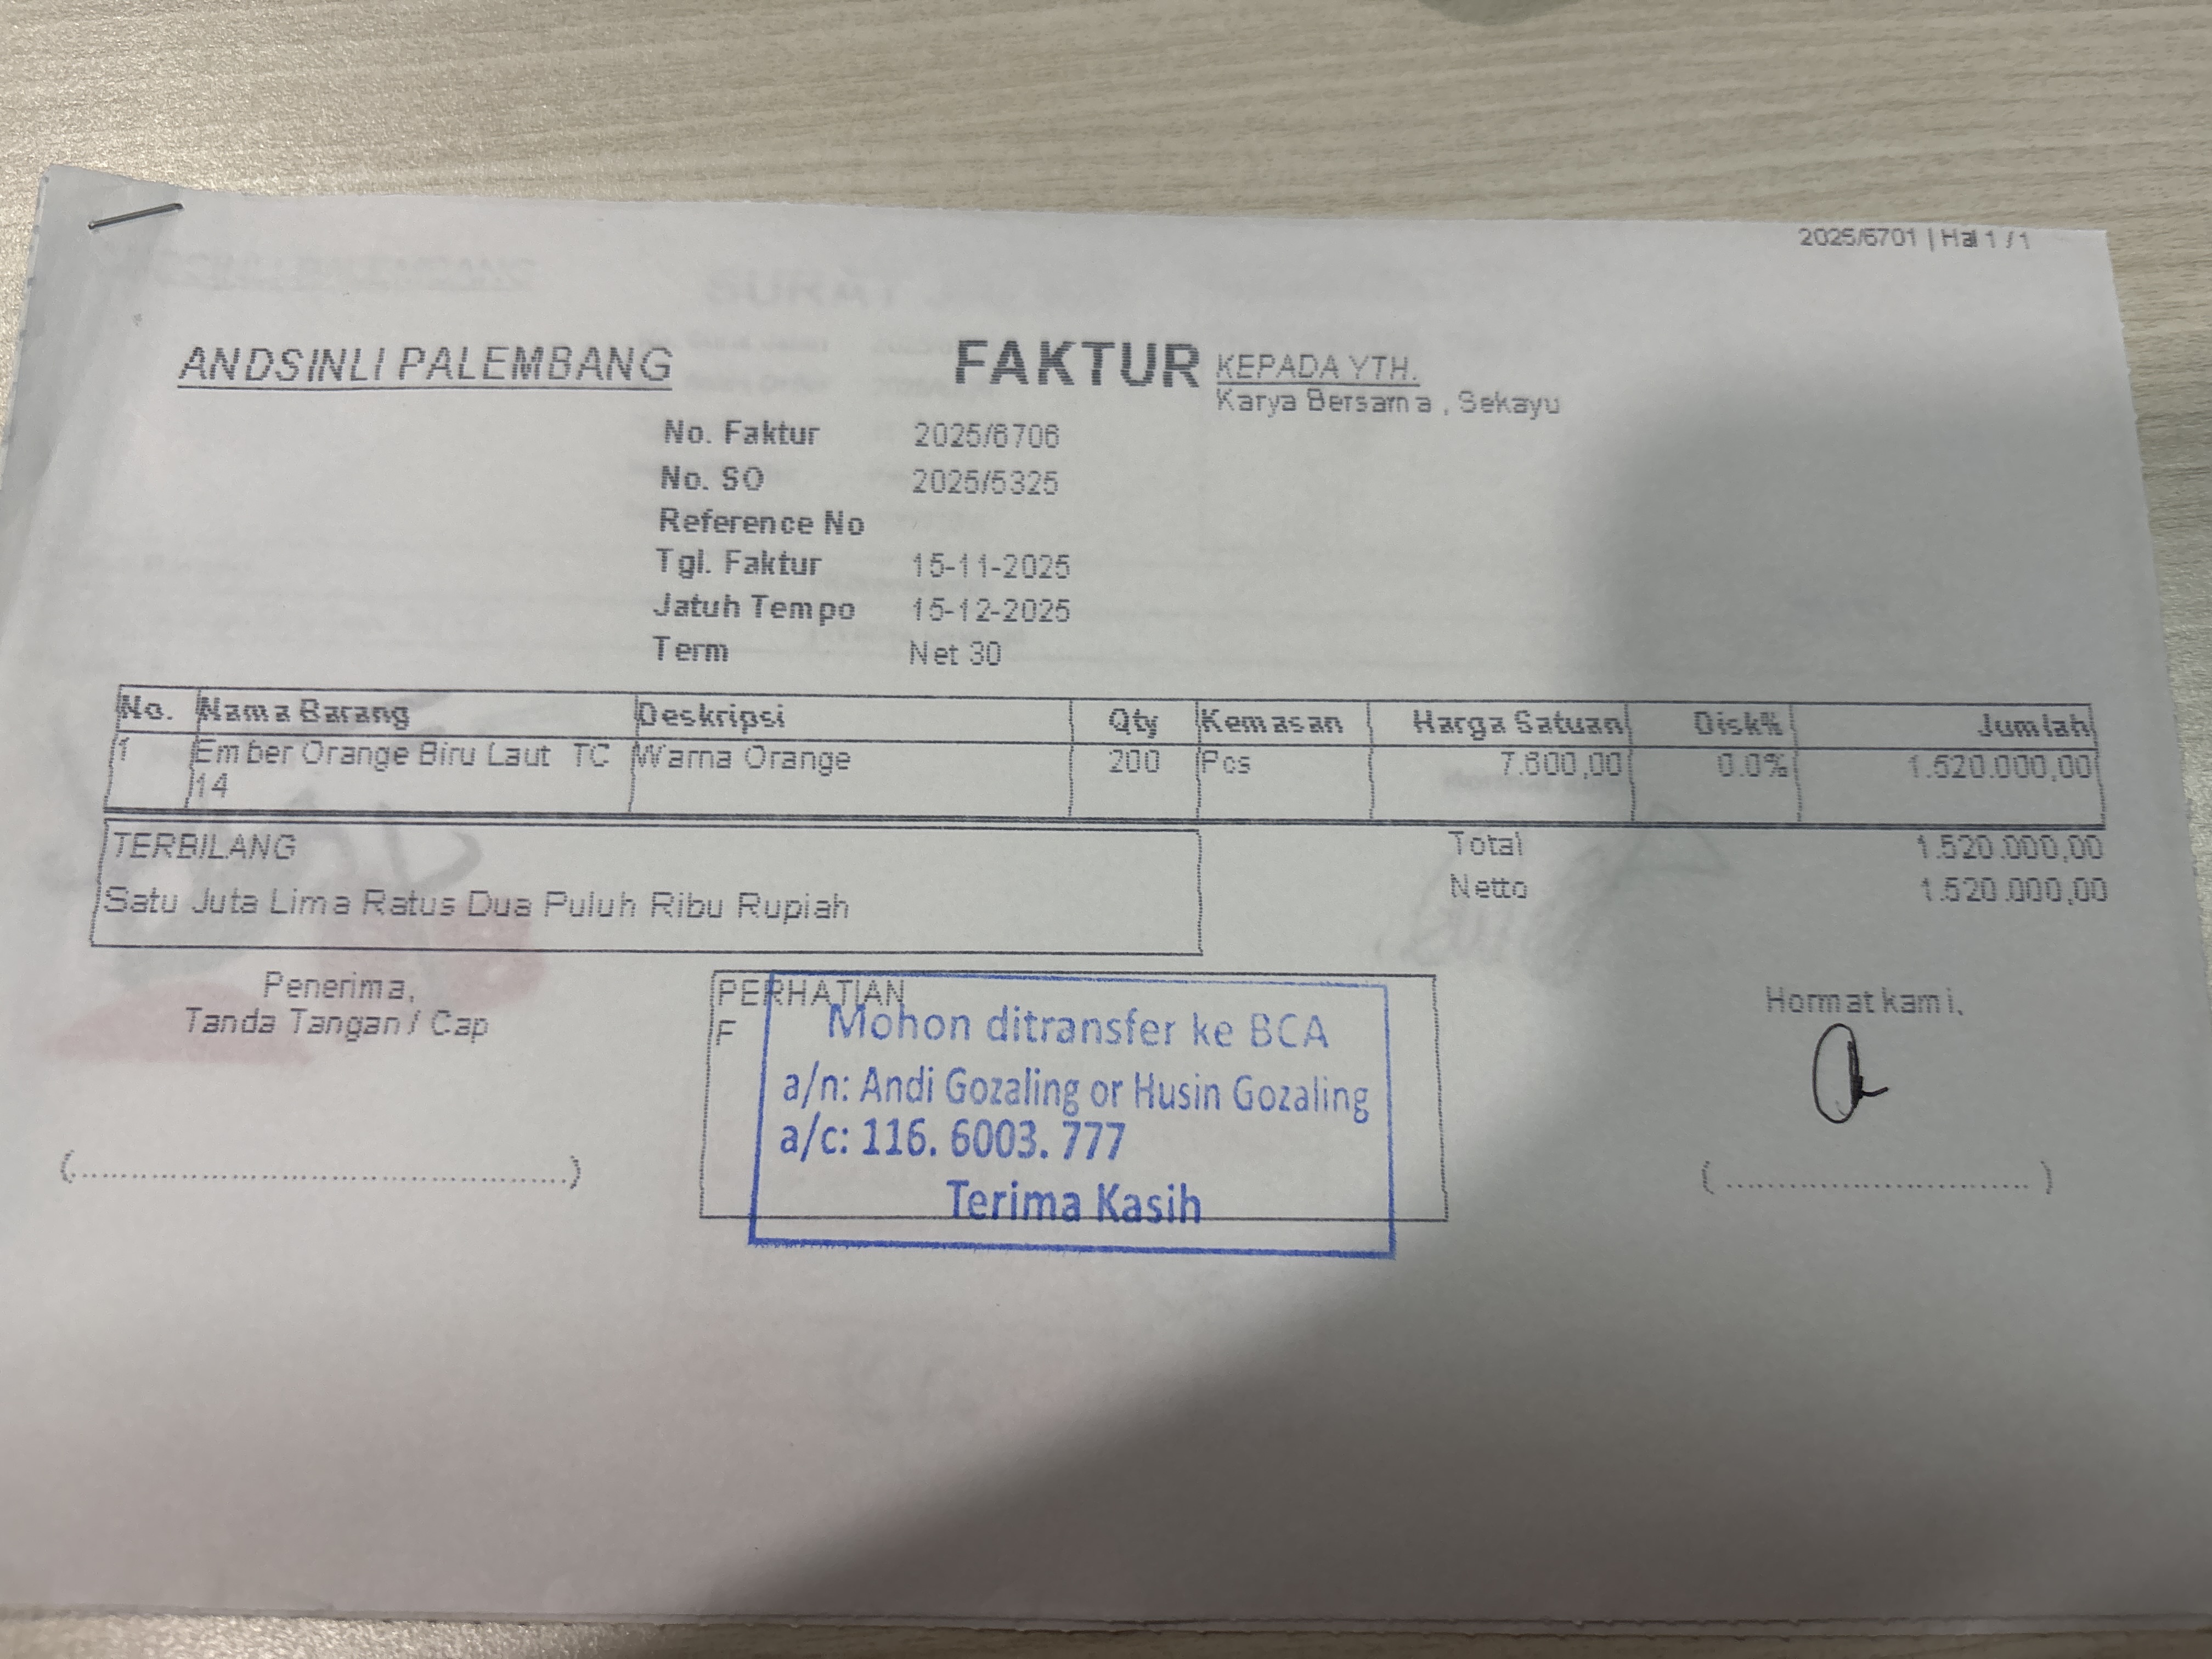 2025/6701 | Hal 1 / 1
ANDSINLI PALEMBANG
FAKTUR
KEPADA YTH.
Karya Bersama , Sekayu
No. Faktur 2025/6706
No. SO 2025/5325
Reference No
Tgl. Faktur 15-11-2025
Jatuh Tempo 15-12-2025
Term Net 30
No. Nama Barang Deskripsi Qty Kemasan Harga Satuan Disk% Jumlah
1 Ember Orange Biru Laut TC Warna Orange 200 Pcs 7.600,00 0.0% 1.520.000,00
14
TERBILANG
Satu Juta Lima Ratus Dua Puluh Ribu Rupiah
Total 1.520.000,00
Netto 1.520.000,00
Penerima,
Tanda Tangan / Cap
PERHATIAN
F
Mohon ditransfer ke BCA
a/n: Andi Gozaling or Husin Gozaling
a/c: 116. 6003. 777
Terima Kasih
Hormat kami,